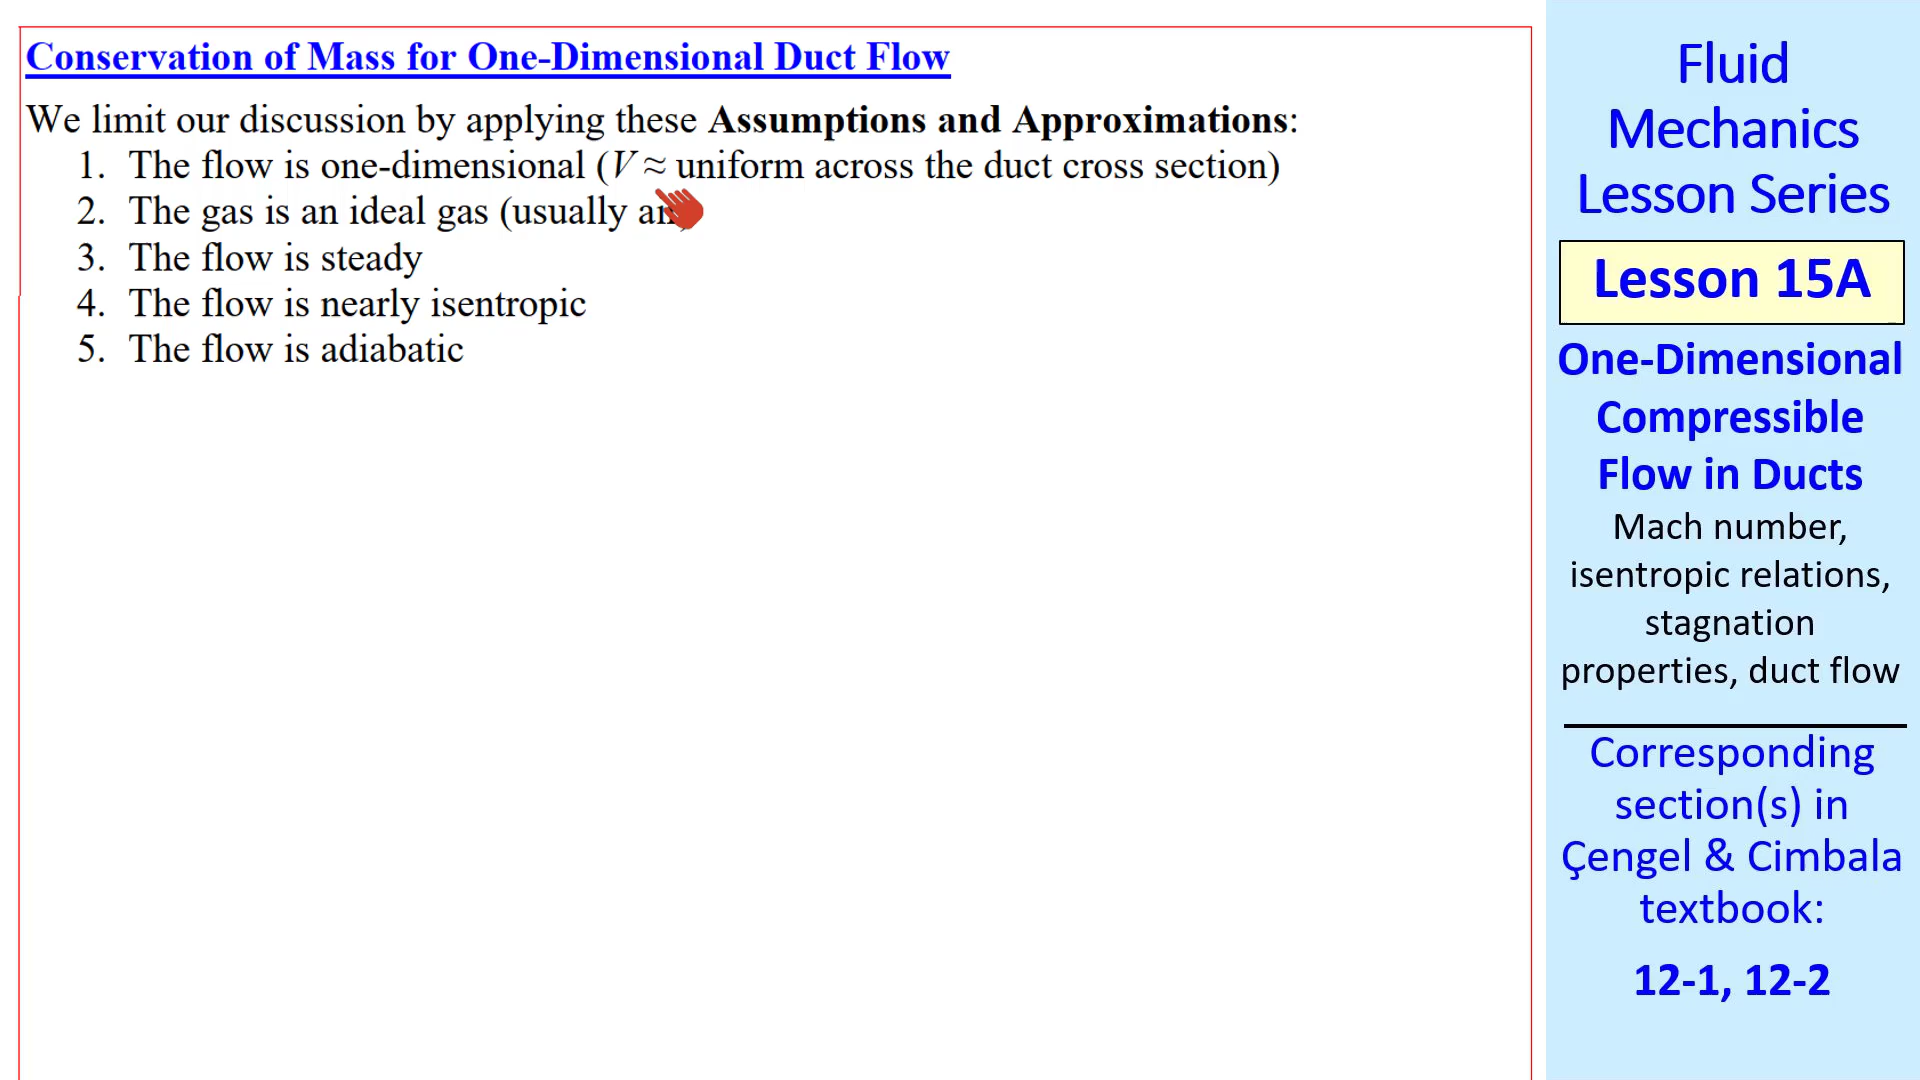 Conservation of Mass for One-Dimensional Duct Flow
We limit our discussion by applying these Assumptions and Approximations:
1. The flow is one-dimensional (V ≈ uniform across the duct cross section)
2. The gas is an ideal gas (usually
3. The flow is steady
4. The flow is nearly isentropic
5. The flow is adiabatic
Fluid
Mechanics
Lesson Series
Lesson 15A
One-Dimensional
Compressible
Flow in Ducts
Mach number,
isentropic relations,
stagnation
properties, duct flow
Corresponding
section(s) in
Çengel & Cimbala
textbook:
12-1, 12-2